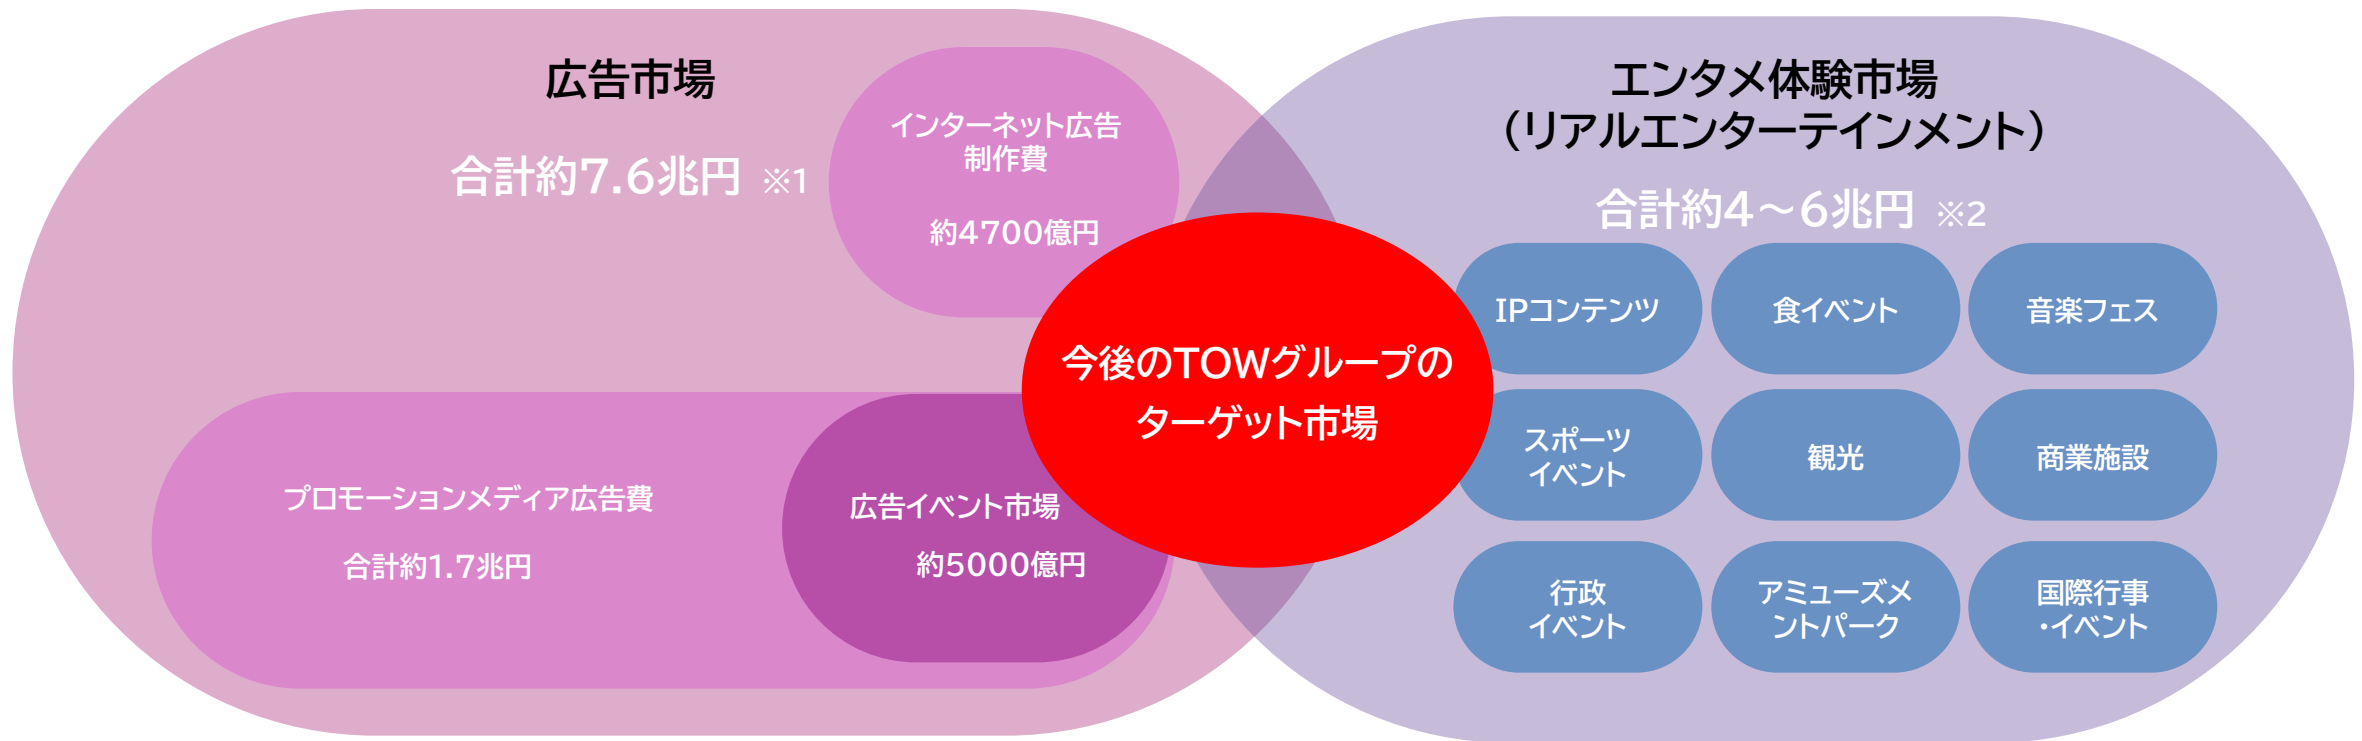 広告市場
合計約7.6兆円 ※1
インターネット広告
制作費
約4700億円
プロモーションメディア広告費
合計約1.7兆円
広告イベント市場
約5000億円
今後のTOWグループの
ターゲット市場
エンタメ体験市場
（リアルエンターテインメント）
合計約4～6兆円 ※2
IPコンテンツ
食イベント
音楽フェス
スポーツ
イベント
観光
商業施設
行政
イベント
アミューズメ
ントパーク
国際行事
・イベント